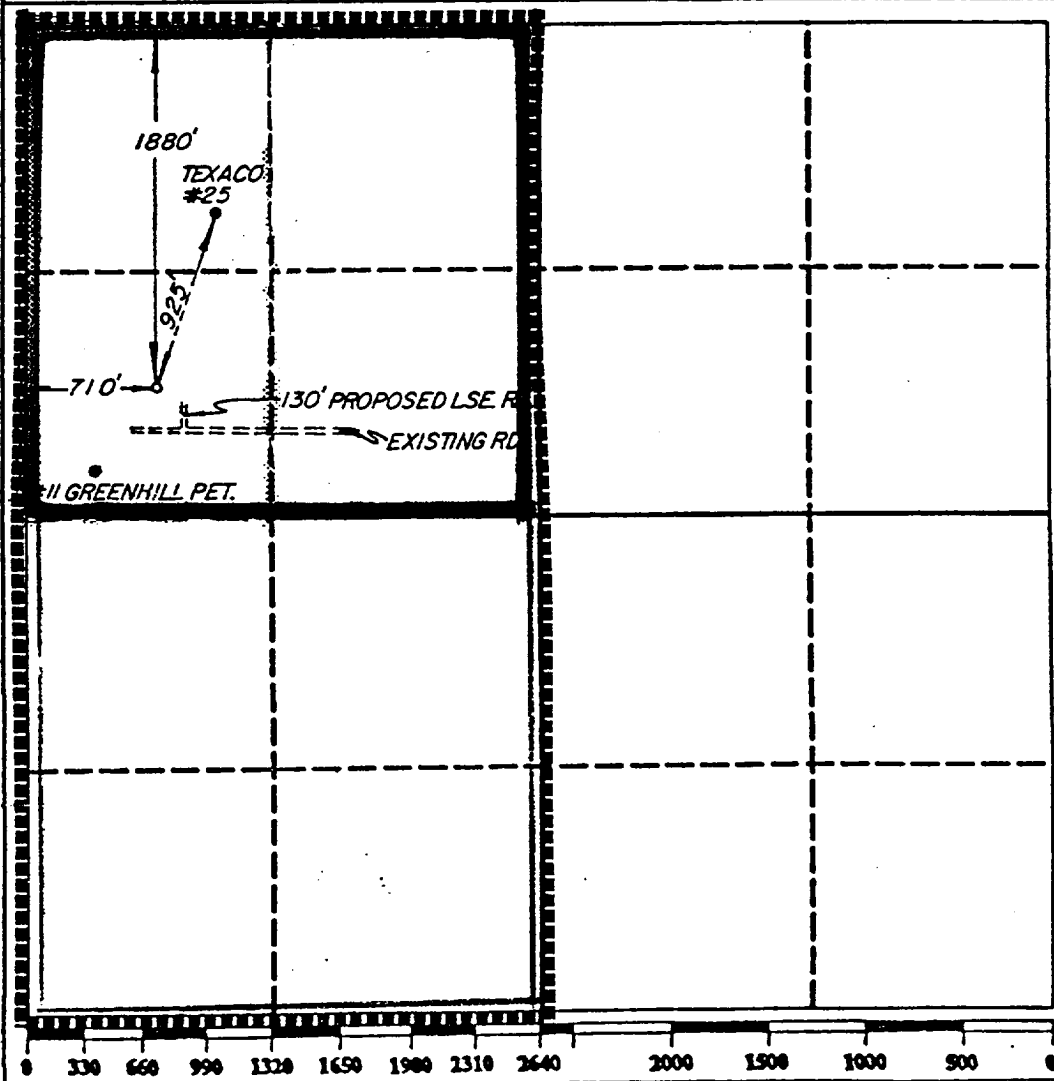 1880'
TEXACO
#25
925'
710'
130' PROPOSED LSE. R
EXISTING RD
#11 GREENHILL PET.
0 330 660 990 1320 1650 1980 2310 2640 2000 1500 1000 500 0